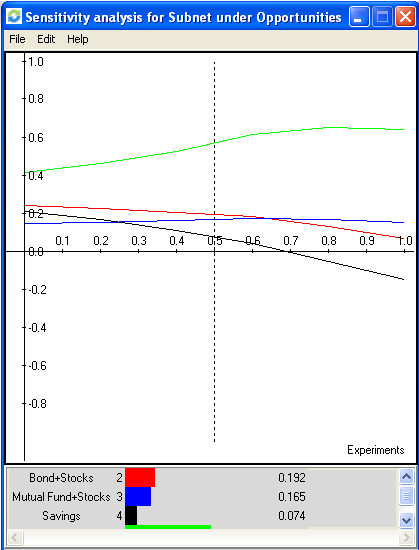 Sensitivity analysis for Subnet under Opportunities
File Edit Help
1.0
0.8
0.6
0.4
0.2
0.1 0.2 0.3 0.4 0.5 0.6 0.7 0.8 0.9 1.0
0.0
-0.2
-0.4
-0.6
-0.8
Experiments
Bond+Stocks 2 0.192
Mutual Fund+Stocks 3 0.165
Savings 4 0.074